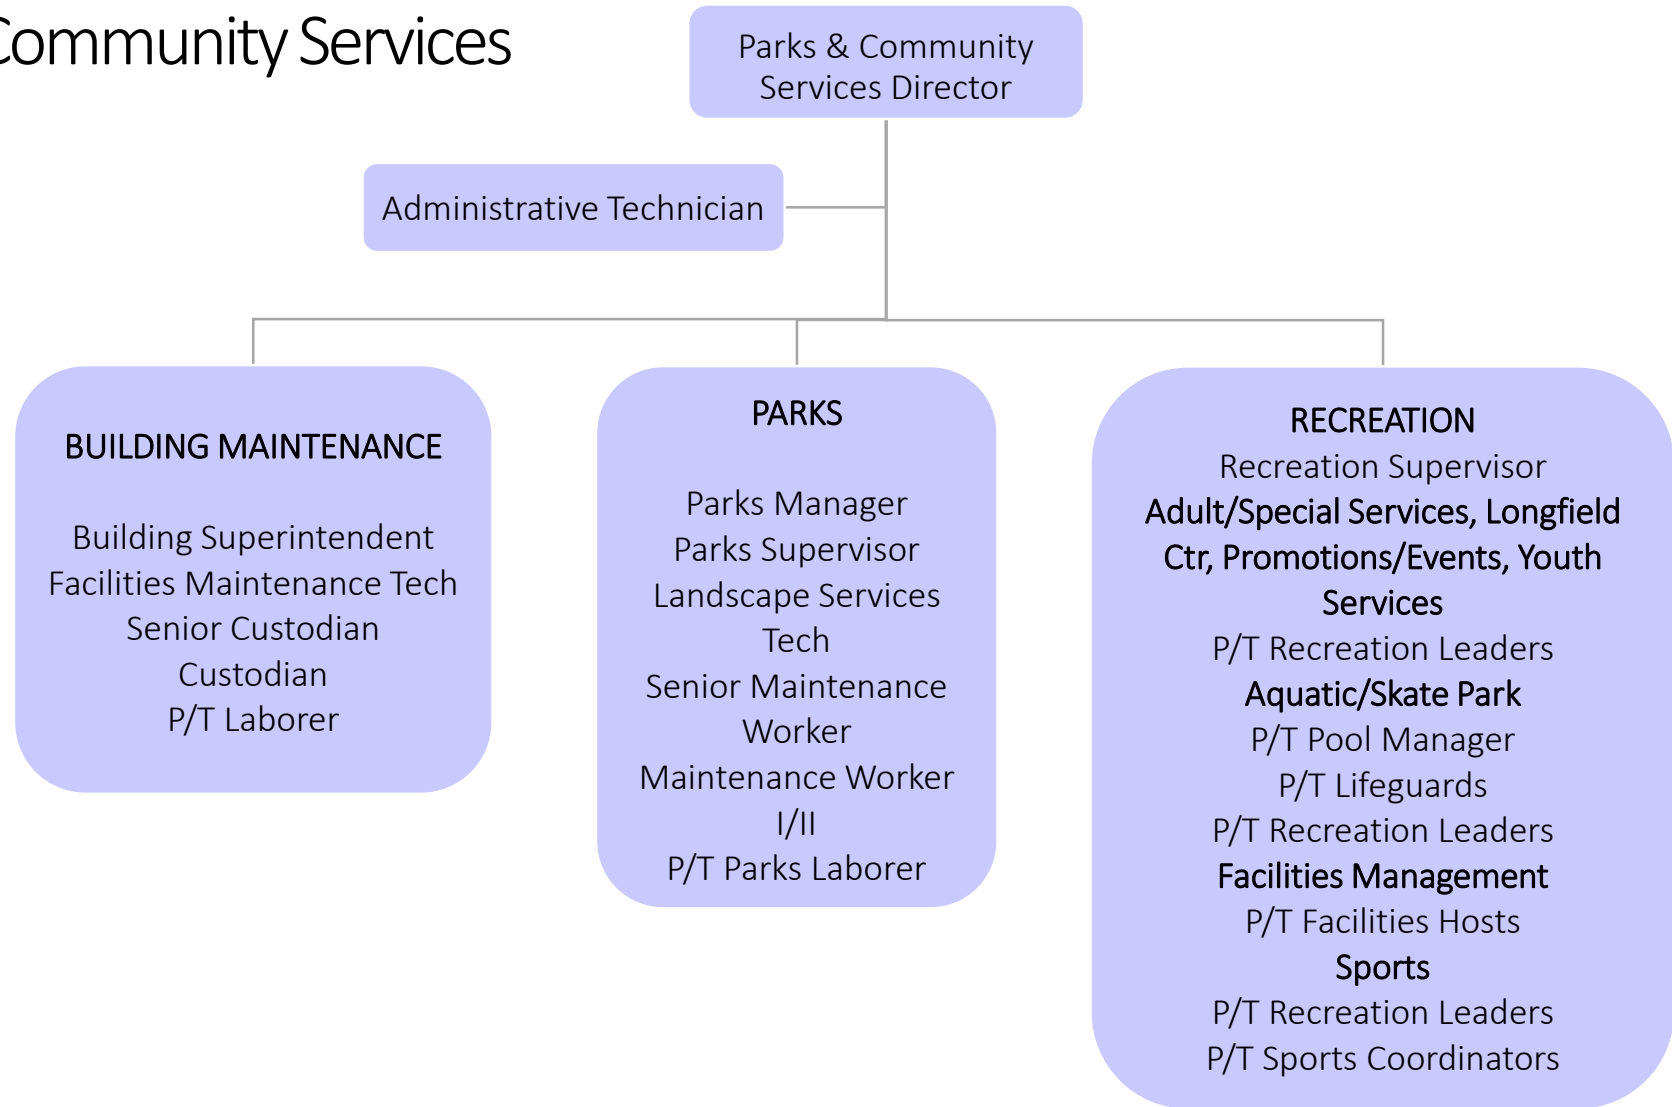 Community Services
Parks & Community
Services Director
Administrative Technician
BUILDING MAINTENANCE
Building Superintendent
Facilities Maintenance Tech
Senior Custodian
Custodian
P/T Laborer
PARKS
Parks Manager
Parks Supervisor
Landscape Services
Tech
Senior Maintenance
Worker
Maintenance Worker
I/II
P/T Parks Laborer
RECREATION
Recreation Supervisor
Adult/Special Services, Longfield
Ctr, Promotions/Events, Youth
Services
P/T Recreation Leaders
Aquatic/Skate Park
P/T Pool Manager
P/T Lifeguards
P/T Recreation Leaders
Facilities Management
P/T Facilities Hosts
Sports
P/T Recreation Leaders
P/T Sports Coordinators